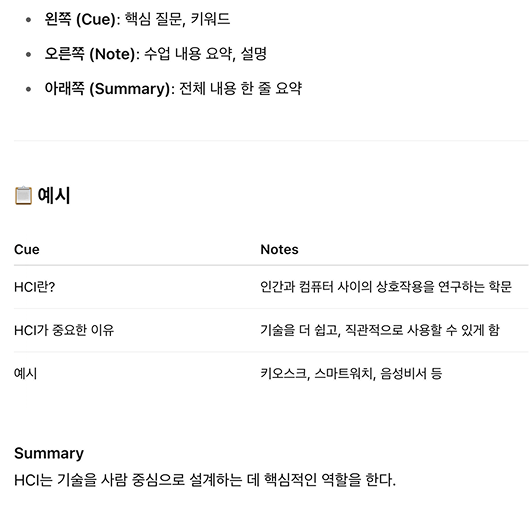 왼쪽 (Cue): 핵심 질문, 키워드
오른쪽 (Note): 수업 내용 요약, 설명
아래쪽 (Summary): 전체 내용 한 줄 요약
📋 예시
Cue Notes
HCI란? 인간과 컴퓨터 사이의 상호작용을 연구하는 학문
HCI가 중요한 이유 기술을 더 쉽고, 직관적으로 사용할 수 있게 함
예시 키오스크, 스마트워치, 음성비서 등
Summary
HCI는 기술을 사람 중심으로 설계하는 데 핵심적인 역할을 한다.